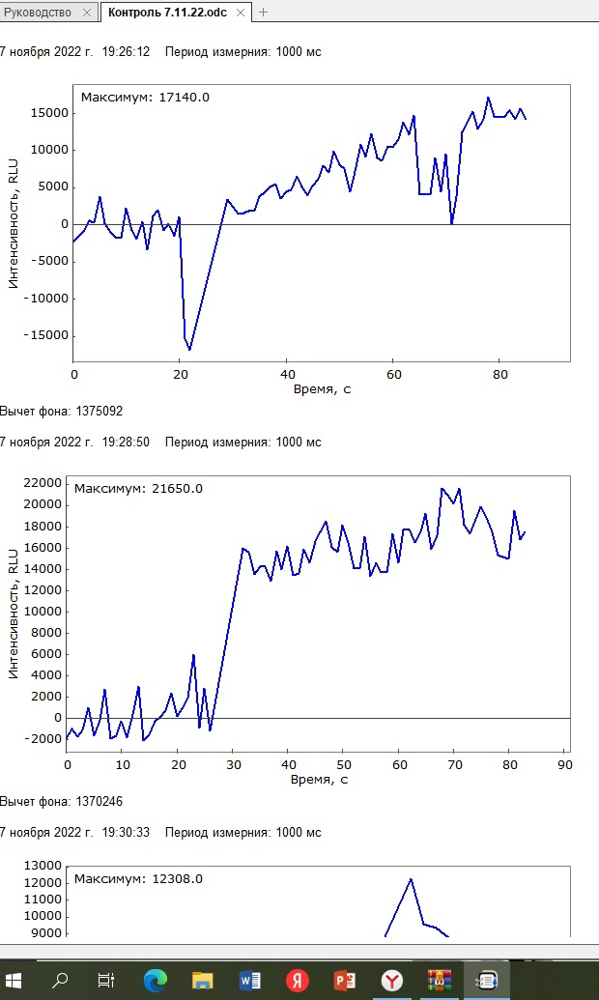 Руководство Контроль 7.11.22.odc
7 ноября 2022 г. 19:26:12 Период измерния: 1000 мс
Максимум: 17140.0
15000
10000
5000
0
-5000
-10000
-15000
Интенсивность, RLU
0 20 40 60 80
Время, с
Вычет фона: 1375092
7 ноября 2022 г. 19:28:50 Период измерния: 1000 мс
Максимум: 21650.0
22000
20000
18000
16000
14000
12000
10000
8000
6000
4000
2000
0
-2000
Интенсивность, RLU
0 10 20 30 40 50 60 70 80 90
Время, с
Вычет фона: 1370246
7 ноября 2022 г. 19:30:33 Период измерния: 1000 мс
Максимум: 12308.0
13000
12000
11000
10000
9000